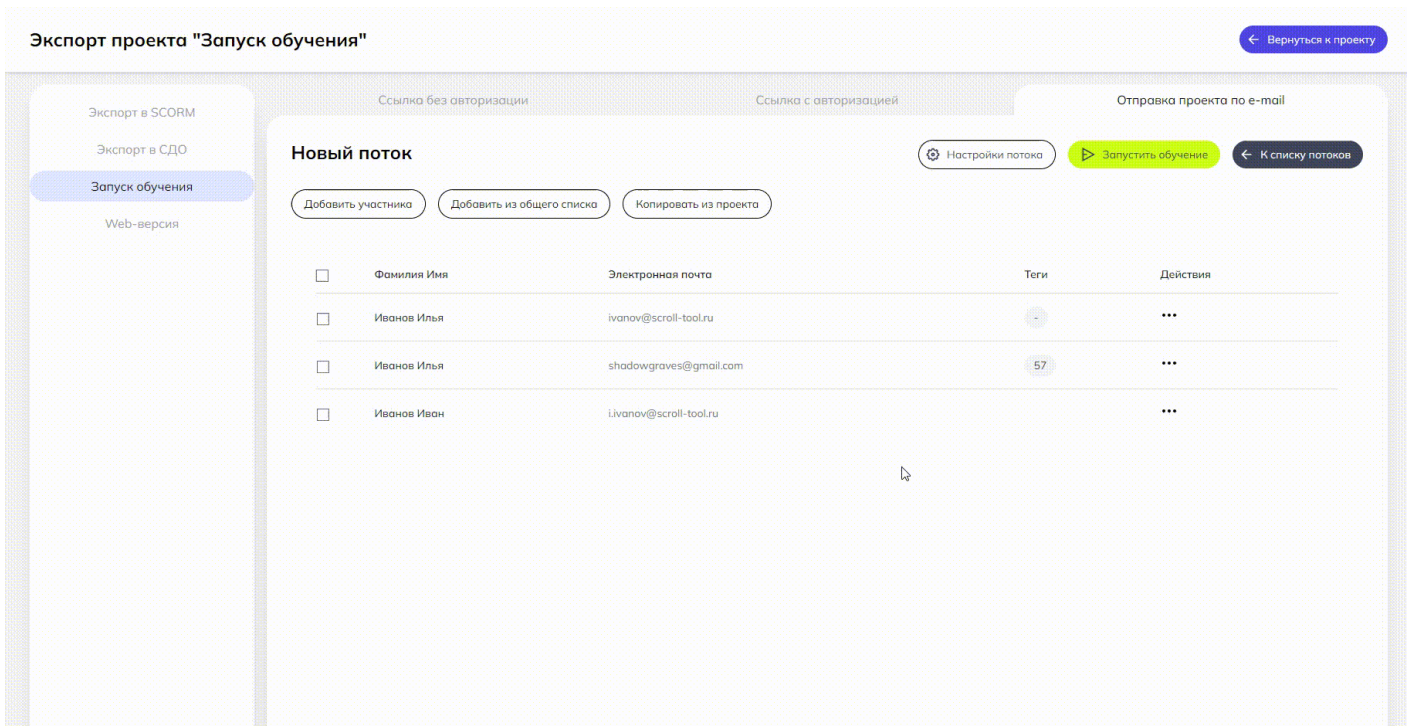 Экспорт проекта "Запуск обучения"
Вернуться к проекту
Экспорт в SCORM
Экспорт в СДО
Запуск обучения
Web-версия
Ссылка без авторизации
Ссылка с авторизацией
Отправка проекта по e-mail
Новый поток
Настройки потока
Запустить обучение
К списку потоков
Добавить участника
Добавить из общего списка
Копировать из проекта
Фамилия Имя Электронная почта Теги Действия
Иванов Илья ivanov@scroll-tool.ru -
Иванов Илья shadowgraves@gmail.com 57
Иванов Иван i.ivanov@scroll-tool.ru